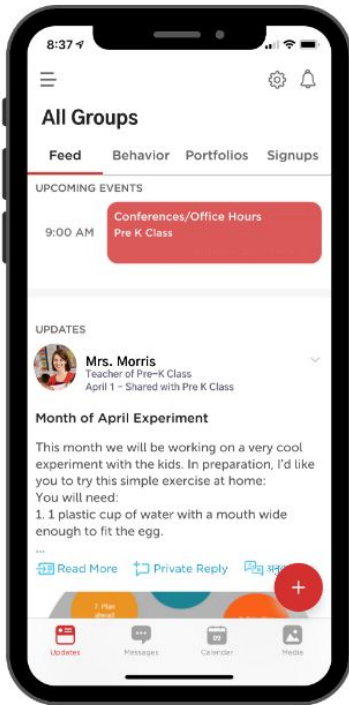 8:37
All Groups
Feed Behavior Portfolios Signups
UPCOMING EVENTS
9:00 AM
Conferences/Office Hours
Pre K Class
UPDATES
Mrs. Morris
Teacher of Pre-K Class
April 1 - Shared with Pre K Class
Month of April Experiment
This month we will be working on a very cool
experiment with the kids. In preparation, I'd like
you to try this simple exercise at home:
You will need:
1. 1 plastic cup of water with a mouth wide
enough to fit the egg.
...
Read More Private Reply
+
7. Plan
ahead
Updates Messages Calendar Media